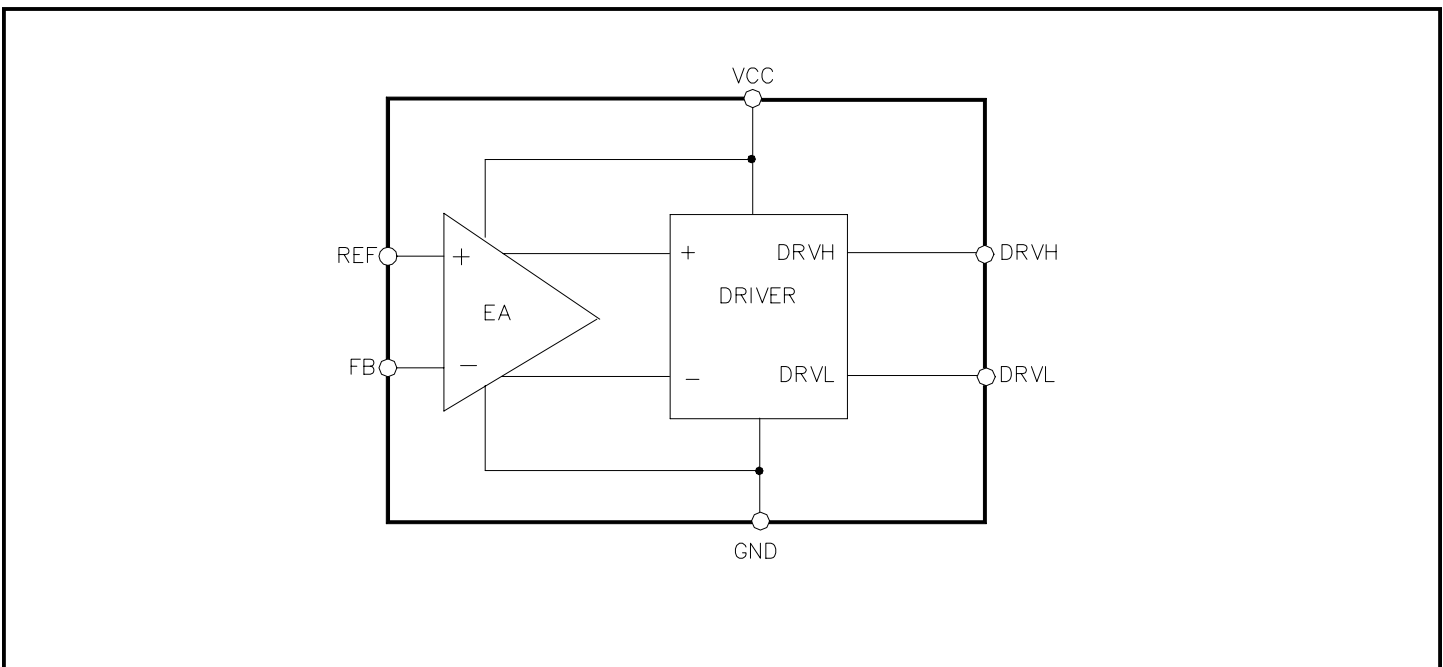 VCC
REF
+
+
DRVH
DRVH
DRIVER
EA
FB
−
−
DRVL
DRVL
GND